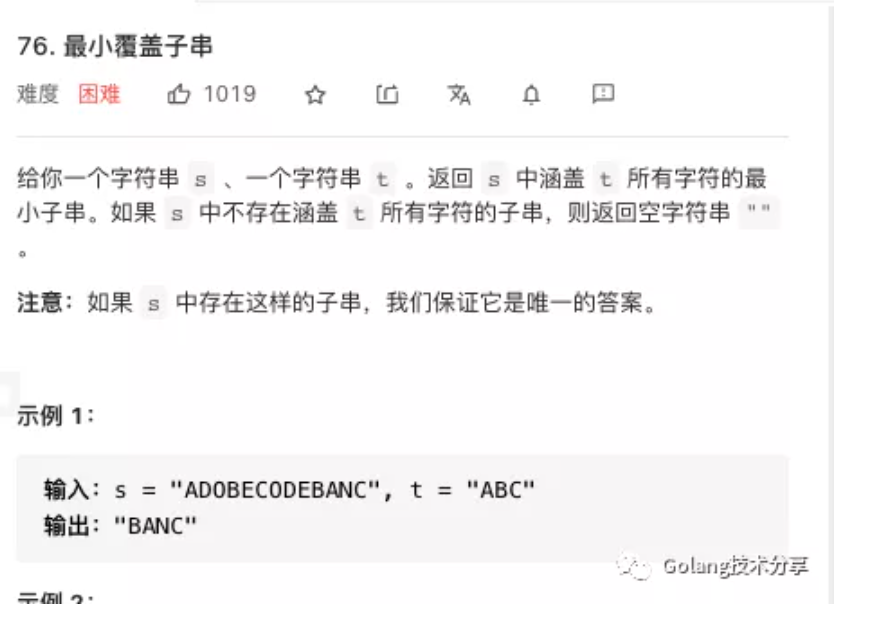 76. 最小覆盖子串
难度 困难 1019
给你一个字符串 s 、一个字符串 t 。返回 s 中涵盖 t 所有字符的最
小子串。如果 s 中不存在涵盖 t 所有字符的子串，则返回空字符串 ""
。
注意：如果 s 中存在这样的子串，我们保证它是唯一的答案。
示例 1：
输入：s = "ADOBECODEBANC", t = "ABC"
输出："BANC"
Golang技术分享
示例 2：